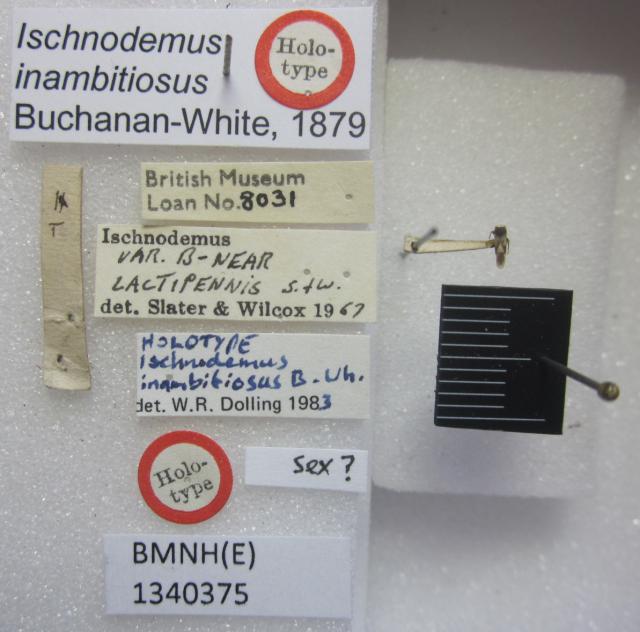 Ischnodemus
inambitiosus
Buchanan-White, 1879
Holo-
type
British Museum
Loan No. 8031
Ischnodemus
VAR. B-NEAR
LACTIPENNIS S.+W.
det. Slater & Wilcox 1967
HOLOTYPE
Ischnodemus
inambitiosus B.-Wh.
det. W.R. Dolling 1983
Holo-
type
Sex ?
BMNH(E)
1340375